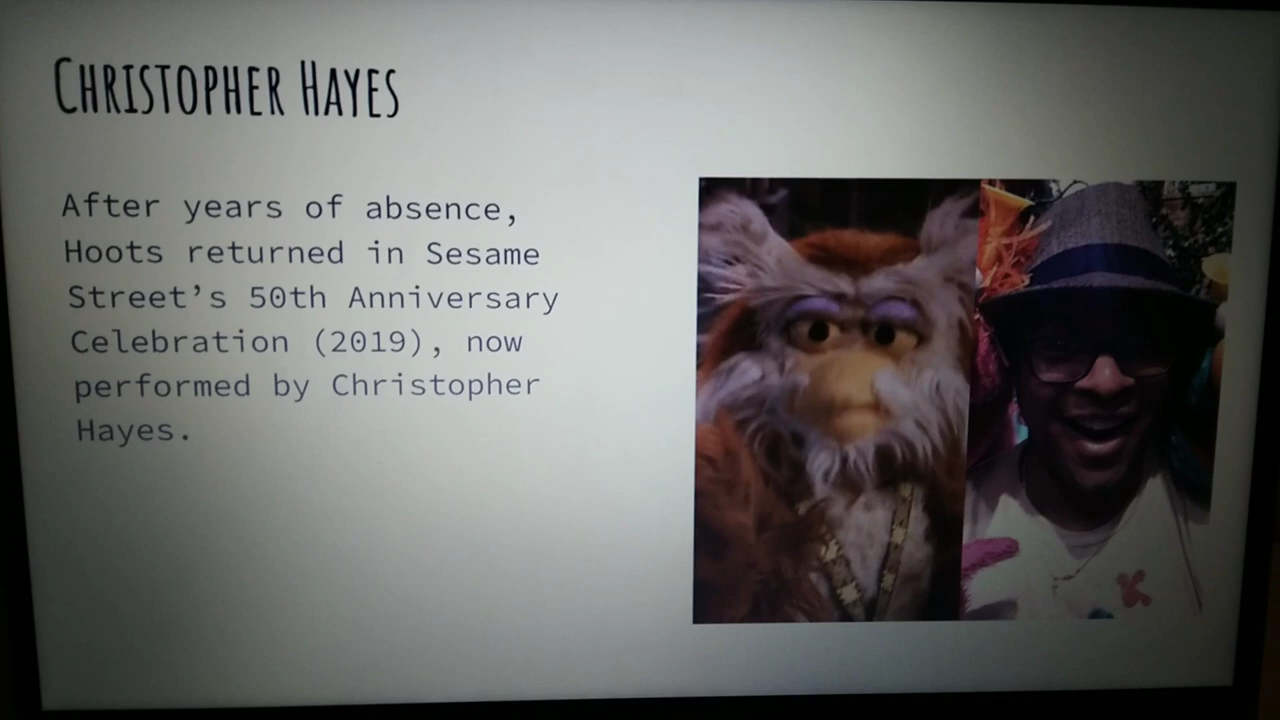 CHRISTOPHER HAYES
After years of absence,
Hoots returned in Sesame
Street’s 50th Anniversary
Celebration (2019), now
performed by Christopher
Hayes.